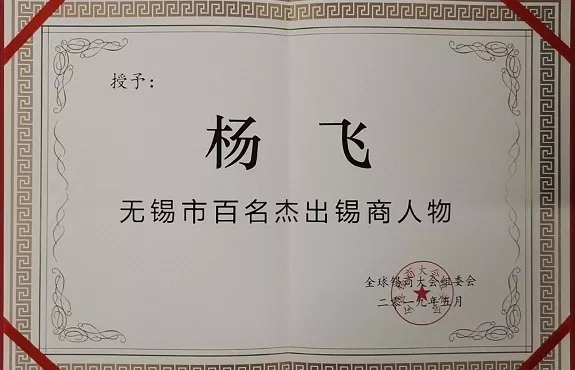 授予：
杨 飞
无锡市百名杰出锡商人物
全球锡商大会组委会
二〇一九年五月